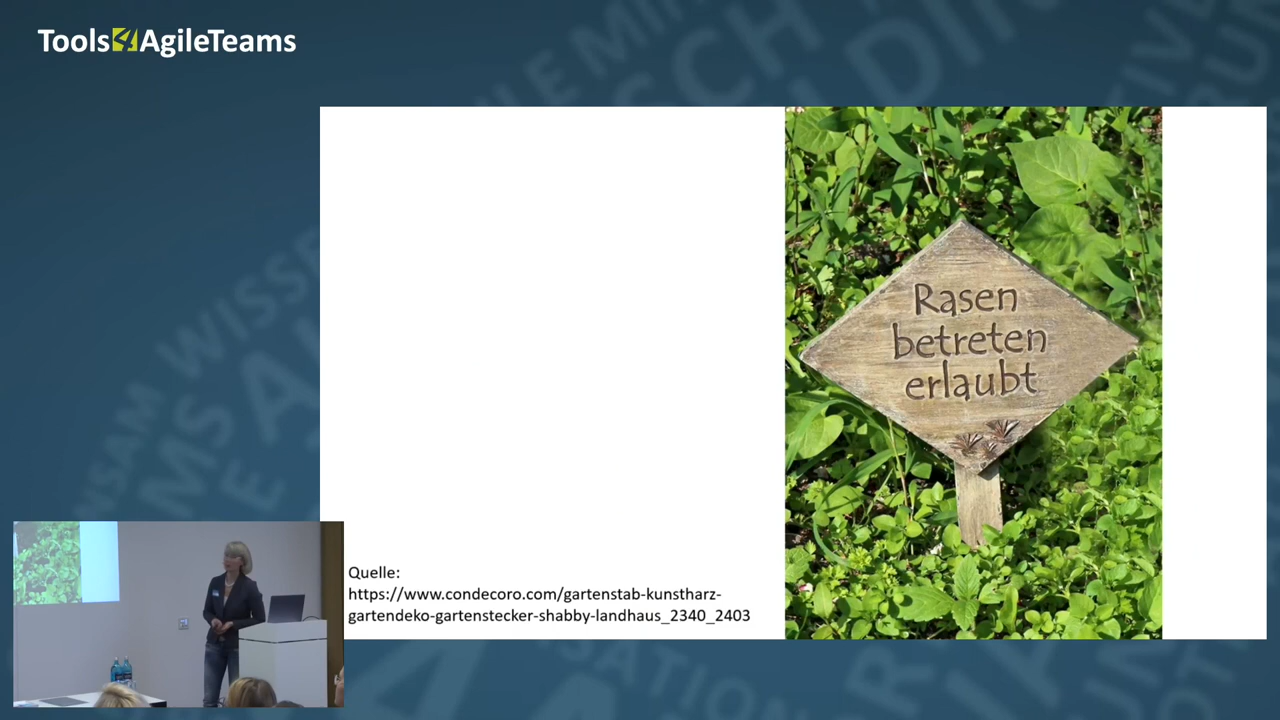 Tools4AgileTeams
Rasen
betreten
erlaubt
Quelle:
https://www.condecoro.com/gartenstab-kunstharz-
gartendeko-gartenstecker-shabby-landhaus_2340_2403